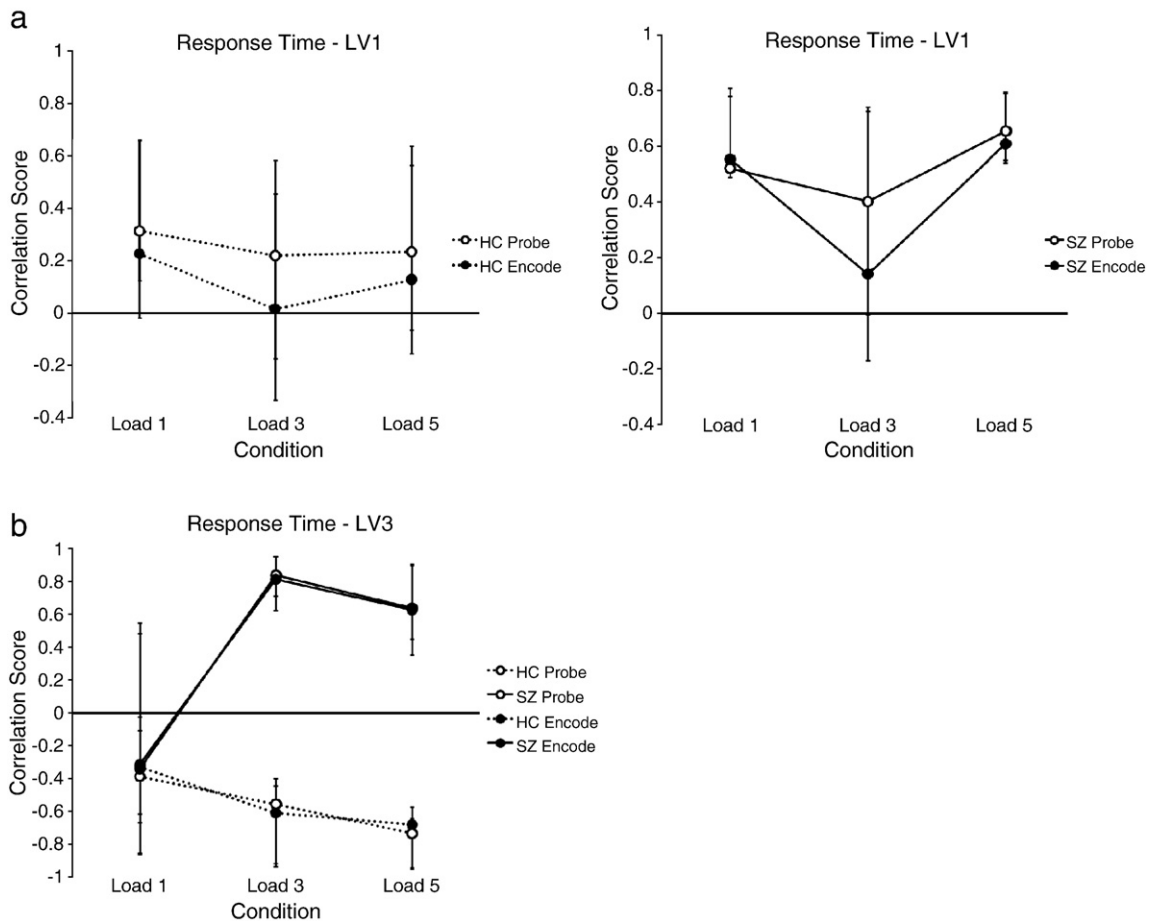 a
Response Time - LV1
1
0.8
0.6
0.4
0.2
0
-0.2
-0.4
Correlation Score
Load 1 Load 3 Load 5
Condition
HC Probe
HC Encode
Response Time - LV1
1
0.8
0.6
0.4
0.2
0
-0.2
-0.4
Correlation Score
Load 1 Load 3 Load 5
Condition
SZ Probe
SZ Encode
b
Response Time - LV3
1
0.8
0.6
0.4
0.2
0
-0.2
-0.4
-0.6
-0.8
-1
Correlation Score
Load 1 Load 3 Load 5
Condition
HC Probe
SZ Probe
HC Encode
SZ Encode